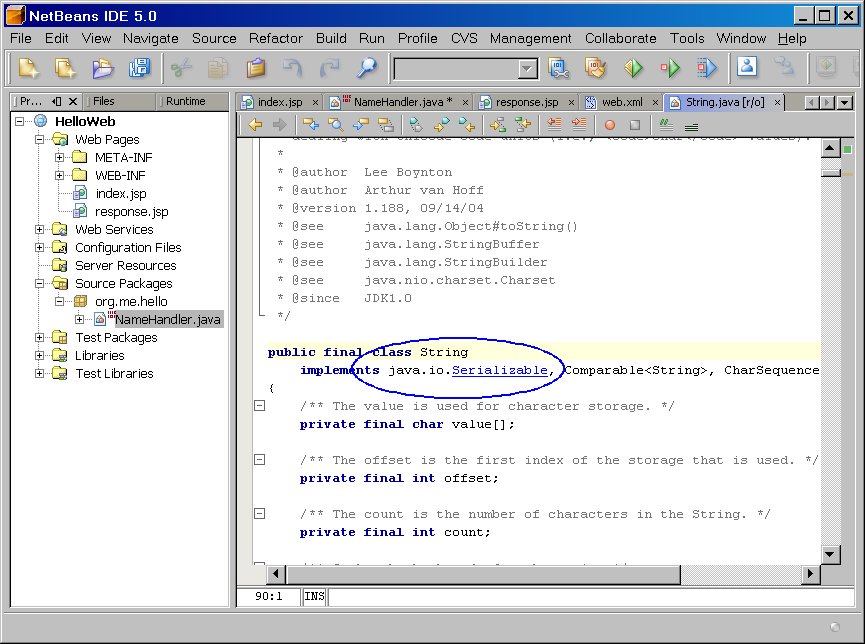 NetBeans IDE 5.0
File Edit View Navigate Source Refactor Build Run Profile CVS Management Collaborate Tools Window Help
Pr... Files Runtime
index.jsp NameHandler.java * response.jsp web.xml String.java [r/o]
HelloWeb
Web Pages
META-INF
WEB-INF
index.jsp
response.jsp
Web Services
Configuration Files
Server Resources
Source Packages
org.me.hello
NameHandler.java
Test Packages
Libraries
Test Libraries
*
* @author Lee Boynton
* @author Arthur van Hoff
* @version 1.188, 09/14/04
* @see java.lang.Object#toString()
* @see java.lang.StringBuffer
* @see java.lang.StringBuilder
* @see java.nio.charset.Charset
* @since JDK1.0
*/
public final class String
implements java.io.Serializable, Comparable<String>, CharSequence
{
/** The value is used for character storage. */
private final char value[];
/** The offset is the first index of the storage that is used. */
private final int offset;
/** The count is the number of characters in the String. */
private final int count;
90:1 INS